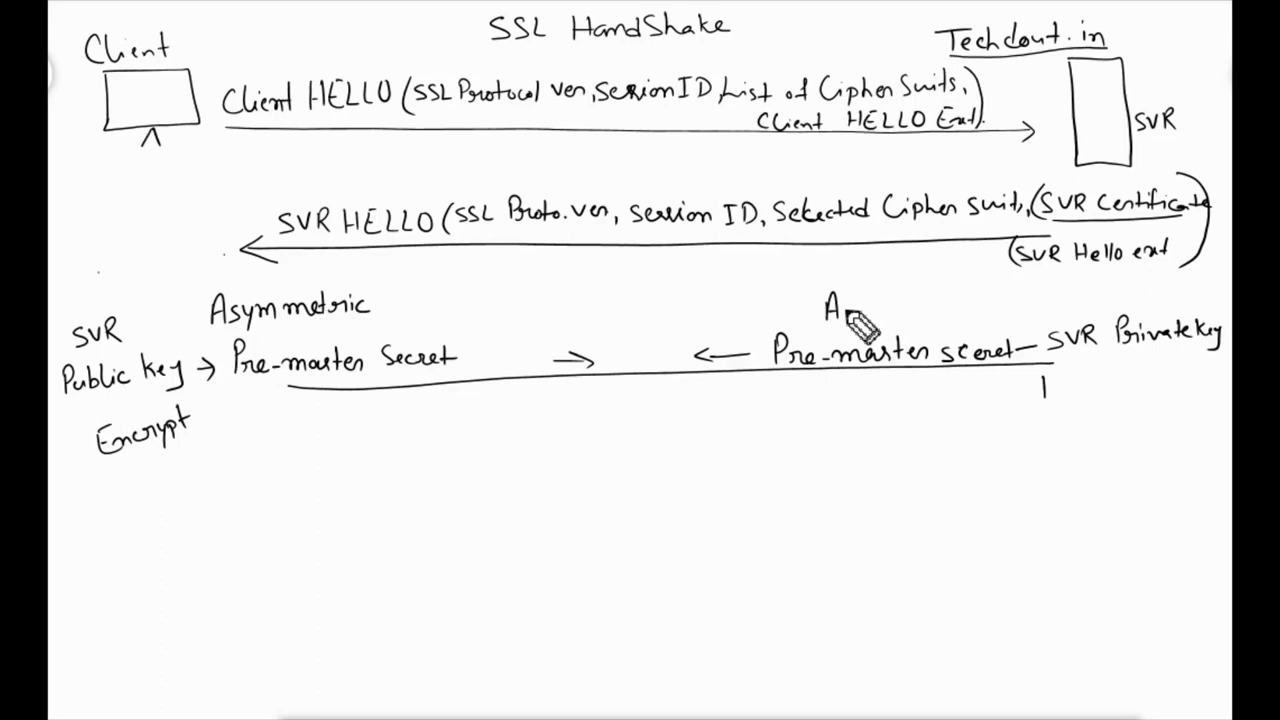 SSL HandShake
Client
Techclout.in
Client HELLO (SSL Protocol ver, Session ID, List of Cipher Suits,
Client HELLO Ext).
SVR
SVR HELLO (SSL Proto.ver, Session ID, Selected Cipher suit, (SVR Certificate
(SVR Hello ext)
Asymmetric
A
SVR
Public Key → Pre-master Secret → ← Pre-master secret - SVR Private Key
Encrypt